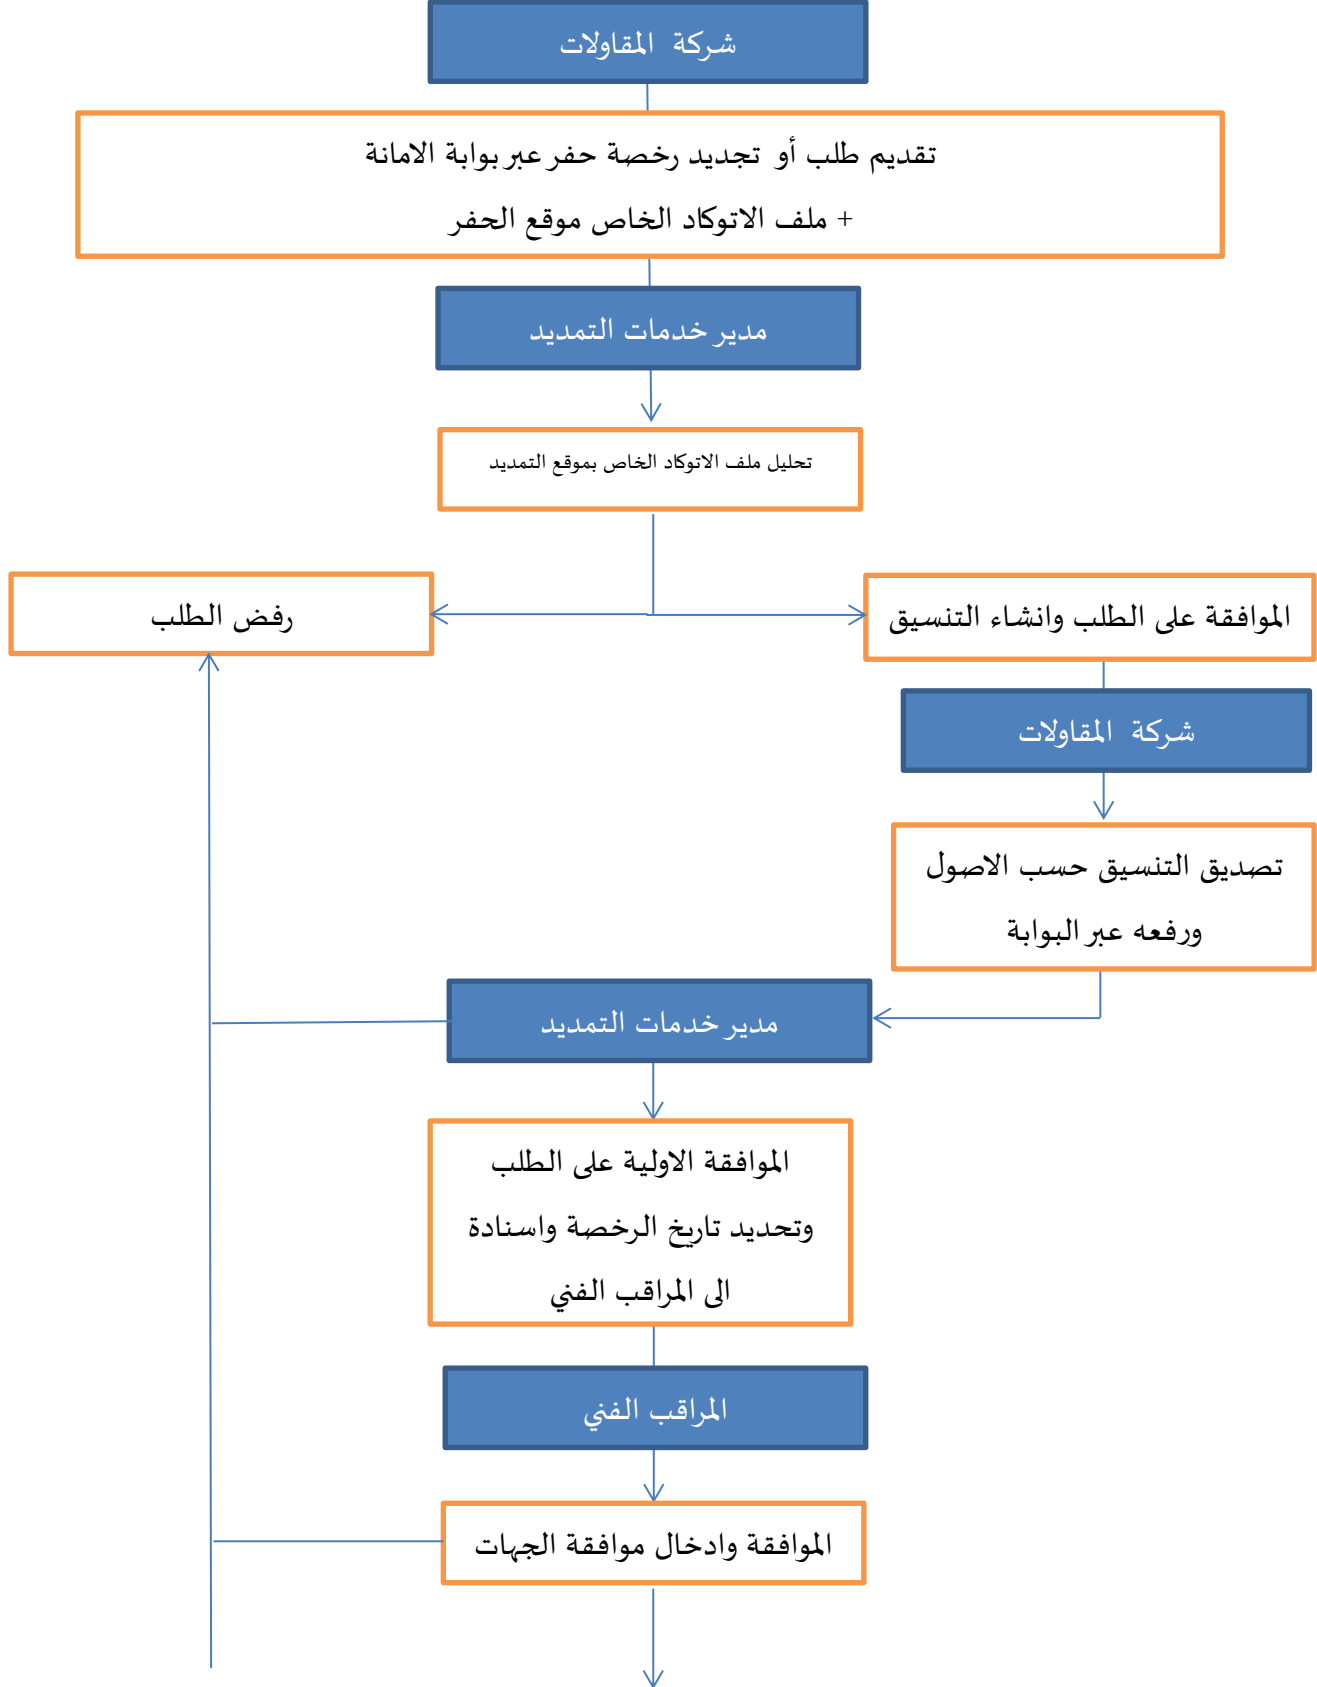 شركة المقاولات
تقديم طلب أو تجديد رخصة حفر عبر بوابة الامانة
+ ملف الاتوكاد الخاص موقع الحفر
مدير خدمات التمديد
تحليل ملف الاتوكاد الخاص بموقع التمديد
الموافقة على الطلب وانشاء التنسيق
رفض الطلب
شركة المقاولات
تصديق التنسيق حسب الاصول
ورفعه عبر البوابة
مدير خدمات التمديد
الموافقة الاولية على الطلب
وتحديد تاريخ الرخصة واسنادة
الى المراقب الفني
المراقب الفني
الموافقة وادخال موافقة الجهات